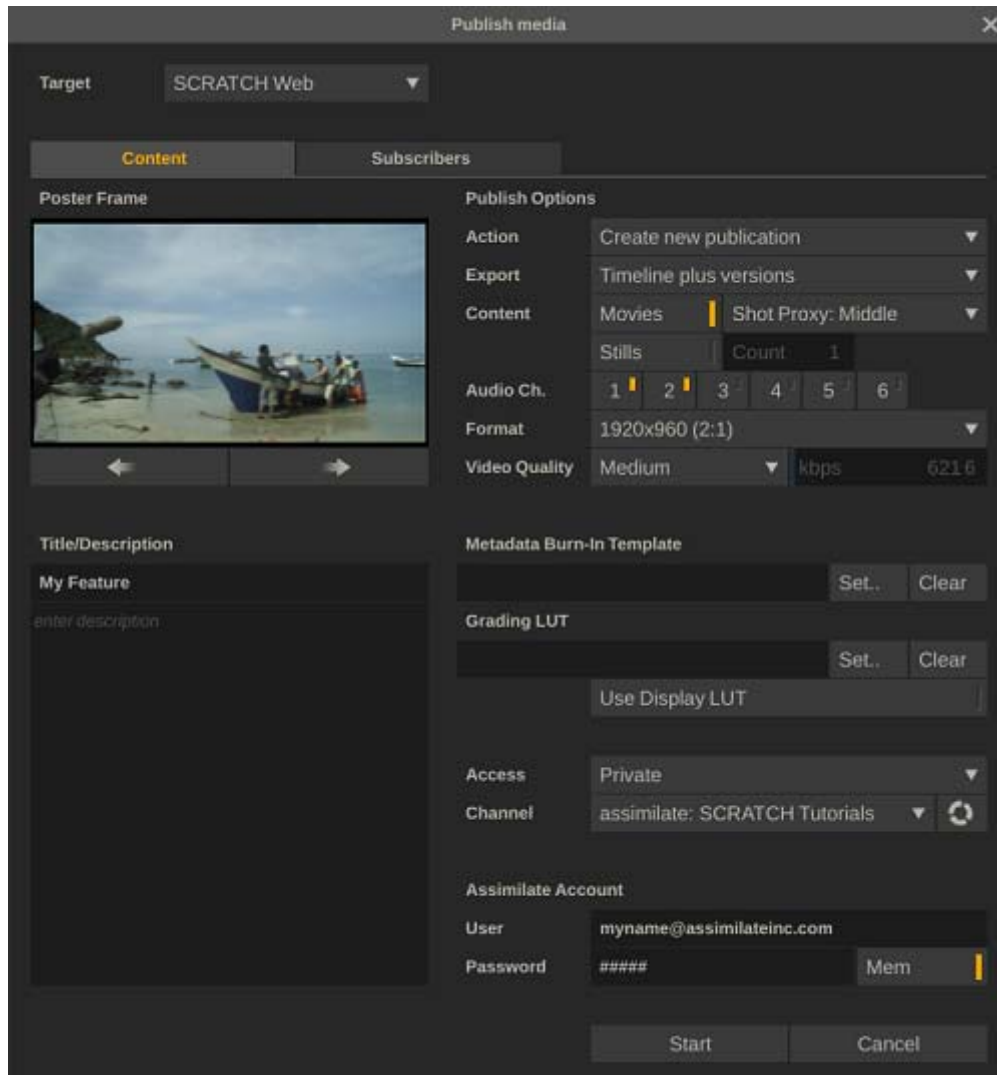 Publish media
Target SCRATCH Web
Content Subscribers
Poster Frame Publish Options
Action Create new publication
Export Timeline plus versions
Content Movies Shot Proxy: Middle
Stills Count 1
Audio Ch. 1 2 3 4 5 6
Format 1920x960 (2:1)
Video Quality Medium kbps 6216
Title/Description Metadata Burn-In Template
My Feature Set.. Clear
enter description Grading LUT
Set.. Clear
Use Display LUT
Access Private
Channel assimilate: SCRATCH Tutorials
Assimilate Account
User myname@assimilateinc.com
Password ##### Mem
Start Cancel